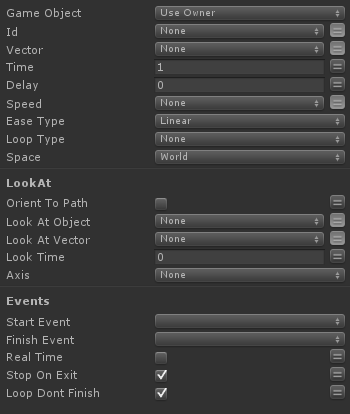 Game Object Use Owner
Id None
Vector None
Time 1
Delay 0
Speed None
Ease Type Linear
Loop Type None
Space World
LookAt
Orient To Path
Look At Object None
Look At Vector None
Look Time 0
Axis None
Events
Start Event
Finish Event
Real Time
Stop On Exit
Loop Dont Finish